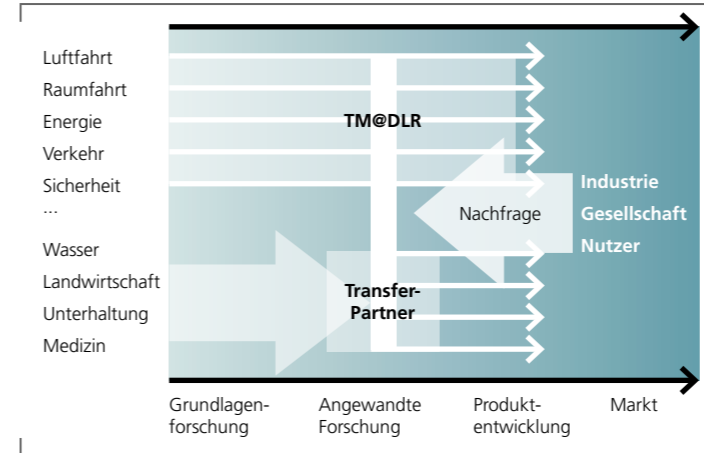 Luftfahrt
Raumfahrt
Energie
Verkehr
Sicherheit
...
Wasser
Landwirtschaft
Unterhaltung
Medizin
TM@DLR
Nachfrage
Industrie
Gesellschaft
Nutzer
Transfer-
Partner
Grundlagen-
forschung
Angewandte
Forschung
Produkt-
entwicklung
Markt